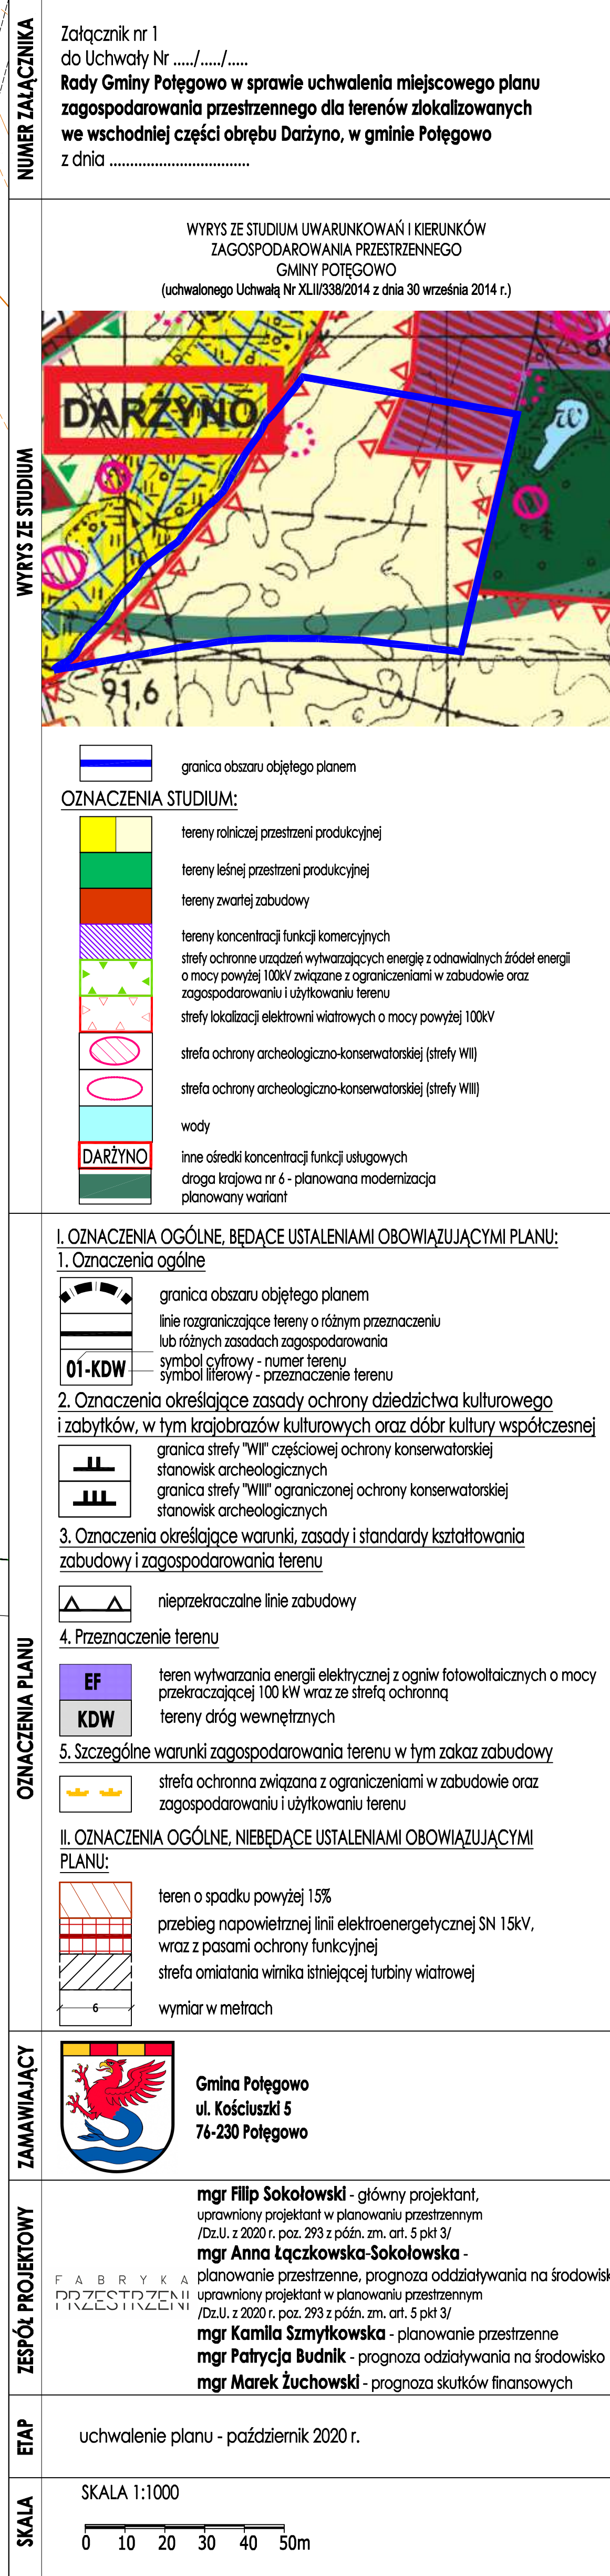 NUMER ZAŁĄCZNIKA
Załącznik nr 1
do Uchwały Nr ...../...../.....
Rady Gminy Potęgowo w sprawie uchwalenia miejscowego planu
zagospodarowania przestrzennego dla terenów zlokalizowanych
we wschodniej części obrębu Darżyno, w gminie Potęgowo
z dnia ..................................
WYRYS ZE STUDIUM
WYRYS ZE STUDIUM UWARUNKOWAŃ I KIERUNKÓW
ZAGOSPODAROWANIA PRZESTRZENNEGO
GMINY POTĘGOWO
(uchwalonego Uchwałą Nr XLII/338/2014 z dnia 30 września 2014 r.)
DARŻYNO
91,6
granica obszaru objętego planem
OZNACZENIA STUDIUM:
tereny rolniczej przestrzeni produkcyjnej
tereny leśnej przestrzeni produkcyjnej
tereny zwartej zabudowy
tereny koncentracji funkcji komercyjnych
strefy ochronne urządzeń wytwarzających energię z odnawialnych źródeł energii
o mocy powyżej 100kV związane z ograniczeniami w zabudowie oraz
zagospodarowaniu i użytkowaniu terenu
strefy lokalizacji elektrowni wiatrowych o mocy powyżej 100kV
strefa ochrony archeologiczno-konserwatorskiej (strefy WII)
strefa ochrony archeologiczno-konserwatorskiej (strefy WIII)
wody
DARŻYNO inne ośredki koncentracji funkcji usługowych
droga krajowa nr 6 - planowana modernizacja
planowany wariant
OZNACZENIA PLANU
I. OZNACZENIA OGÓLNE, BĘDĄCE USTALENIAMI OBOWIĄZUJĄCYMI PLANU:
1. Oznaczenia ogólne
granica obszaru objętego planem
linie rozgraniczające tereny o różnym przeznaczeniu
lub różnych zasadach zagospodarowania
01-KDW symbol cyfrowy - numer terenu
symbol literowy - przeznaczenie terenu
2. Oznaczenia określające zasady ochrony dziedzictwa kulturowego
i zabytków, w tym krajobrazów kulturowych oraz dóbr kultury współczesnej
granica strefy "WII" częściowej ochrony konserwatorskiej
stanowisk archeologicznych
granica strefy "WIII" ograniczonej ochrony konserwatorskiej
stanowisk archeologicznych
3. Oznaczenia określające warunki, zasady i standardy kształtowania
zabudowy i zagospodarowania terenu
nieprzekraczalne linie zabudowy
4. Przeznaczenie terenu
EF teren wytwarzania energii elektrycznej z ogniw fotowoltaicznych o mocy
przekraczającej 100 kW wraz ze strefą ochronną
KDW tereny dróg wewnętrznych
5. Szczególne warunki zagospodarowania terenu w tym zakaz zabudowy
strefa ochronna związana z ograniczeniami w zabudowie oraz
zagospodarowaniu i użytkowaniu terenu
II. OZNACZENIA OGÓLNE, NIEBĘDĄCE USTALENIAMI OBOWIĄZUJĄCYMI
PLANU:
teren o spadku powyżej 15%
przebieg napowietrznej linii elektroenergetycznej SN 15kV,
wraz z pasami ochrony funkcyjnej
strefa omiatania wirnika istniejącej turbiny wiatrowej
6 wymiar w metrach
ZAMAWIAJĄCY
Gmina Potęgowo
ul. Kościuszki 5
76-230 Potęgowo
ZESPÓŁ PROJEKTOWY
FABRYKA
PRZESTRZENI
mgr Filip Sokołowski - główny projektant,
uprawniony projektant w planowaniu przestrzennym
/Dz.U. z 2020 r. poz. 293 z późn. zm. art. 5 pkt 3/
mgr Anna Łączkowska-Sokołowska -
planowanie przestrzenne, prognoza oddziaływania na środowisk
uprawniony projektant w planowaniu przestrzennym
/Dz.U. z 2020 r. poz. 293 z późn. zm. art. 5 pkt 3/
mgr Kamila Szmytkowska - planowanie przestrzenne
mgr Patrycja Budnik - prognoza odziaływania na środowisko
mgr Marek Żuchowski - prognoza skutków finansowych
ETAP
uchwalenie planu - październik 2020 r.
SKALA
SKALA 1:1000
0 10 20 30 40 50m